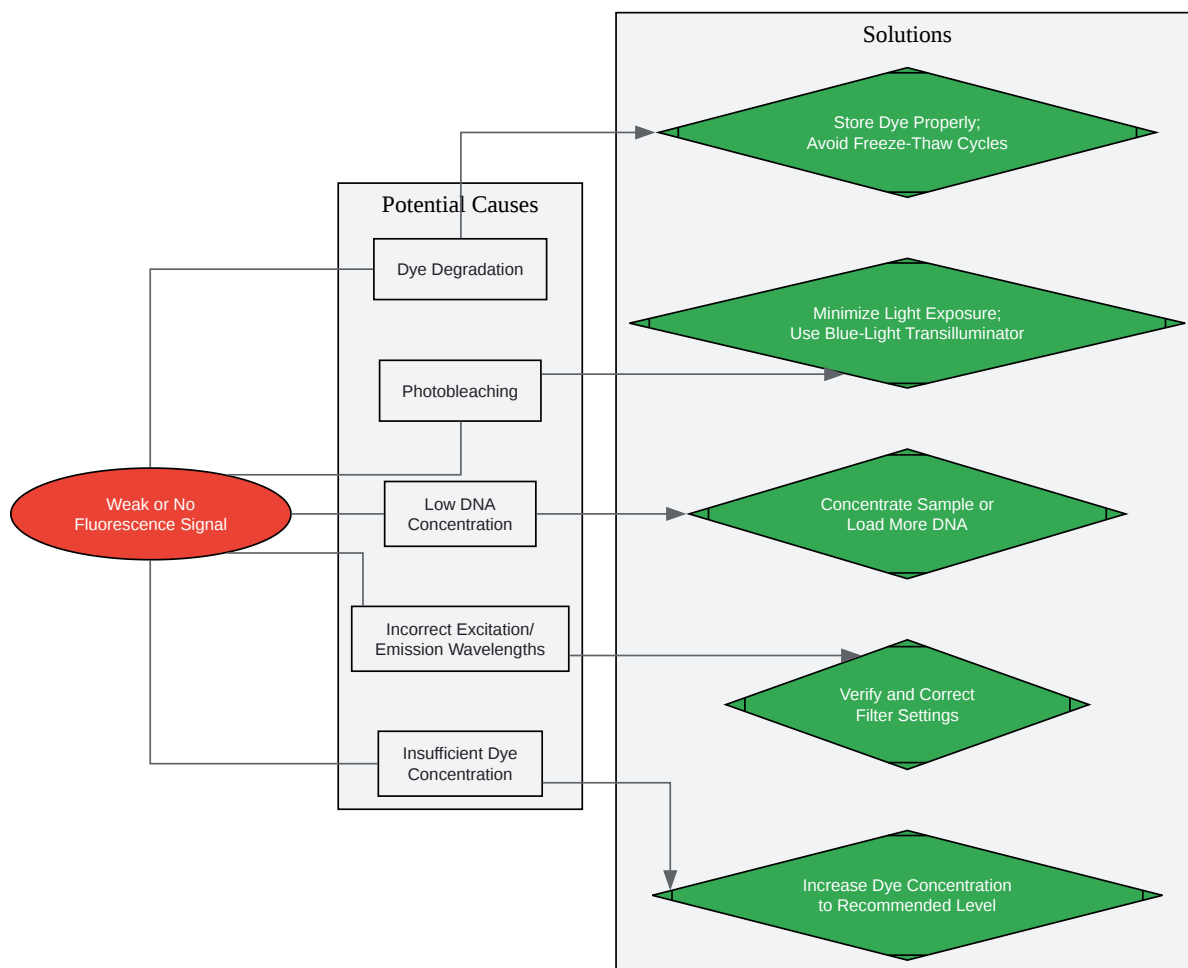 Weak or No
Fluorescence Signal
Potential Causes
Dye Degradation
Photobleaching
Low DNA
Concentration
Incorrect Excitation/
Emission Wavelengths
Insufficient Dye
Concentration
Solutions
Store Dye Properly;
Avoid Freeze-Thaw Cycles
Minimize Light Exposure;
Use Blue-Light Transilluminator
Concentrate Sample or
Load More DNA
Verify and Correct
Filter Settings
Increase Dye Concentration
to Recommended Level